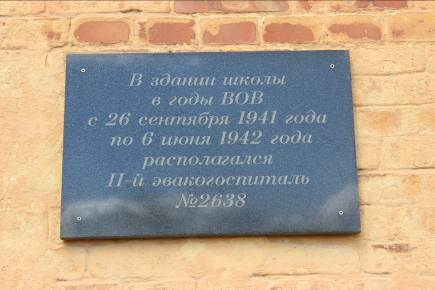 В здании школы
в годы ВОВ
с 26 сентября 1941 года
по 6 июня 1942 года
располагался
II-й эвакогоспиталь
№2638